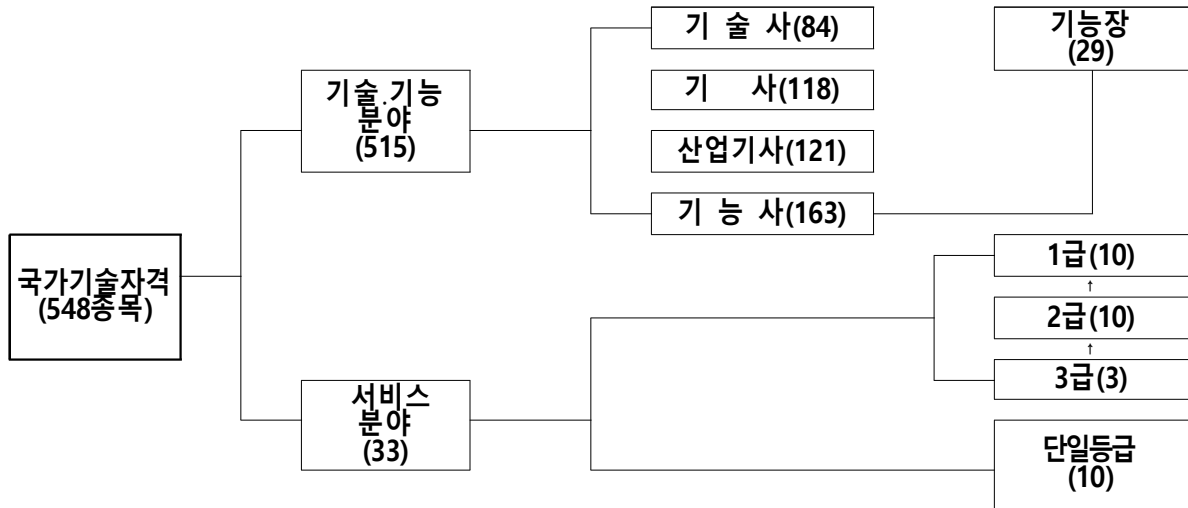 국가기술자격
(548종목)
기술.기능
분야
(515)
기 술 사(84)
기 사(118)
산업기사(121)
기 능 사(163)
기능장
(29)
서비스
분야
(33)
1급(10)
↑
2급(10)
↑
3급(3)
단일등급
(10)